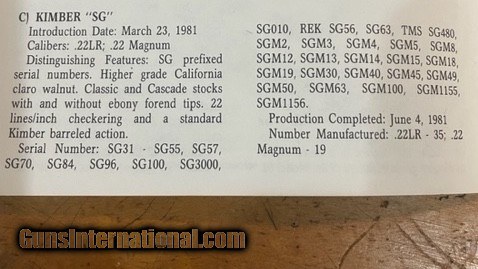 C) KIMBER "SG"
Introduction Date: March 23, 1981
Calibers: .22LR; .22 Magnum
Distinguishing Features: SG prefixed
serial numbers. Higher grade California
claro walnut. Classic and Cascade stocks
with and without ebony forend tips. 22
lines/inch checkering and a standard
Kimber barreled action.
Serial Number: SG31 - SG55, SG57,
SG70, SG84, SG96, SG100, SG3000,
SG010, REK SG56, SG63, TMS SG480,
SGM2, SGM3, SGM4, SGM5, SGM8,
SGM12, SGM13, SGM14, SGM15, SGM18,
SGM19, SGM30, SGM40, SGM45, SGM49,
SGM50, SGM63, SGM100, SGM1155,
SGM1156.
Production Completed: June 4, 1981
Number Manufactured: .22LR - 35; .22
Magnum - 19
GunsInternational.com